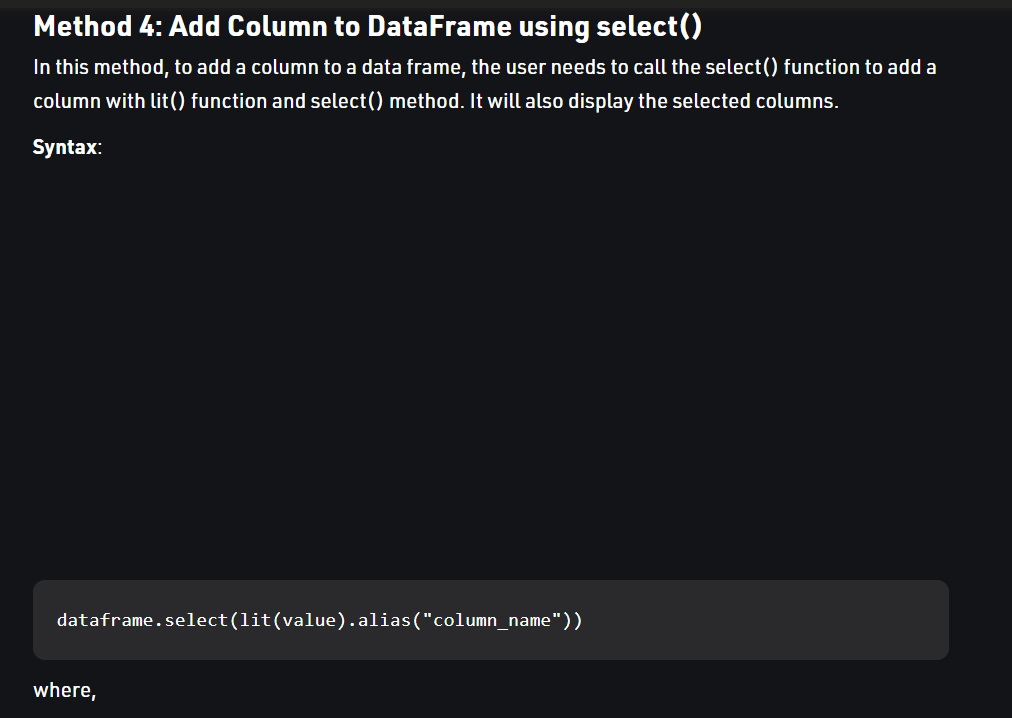 Method 4: Add Column to DataFrame using select()
In this method, to add a column to a data frame, the user needs to call the select() function to add a
column with lit() function and select() method. It will also display the selected columns.
Syntax:
dataframe.select(lit(value).alias("column_name"))
where,